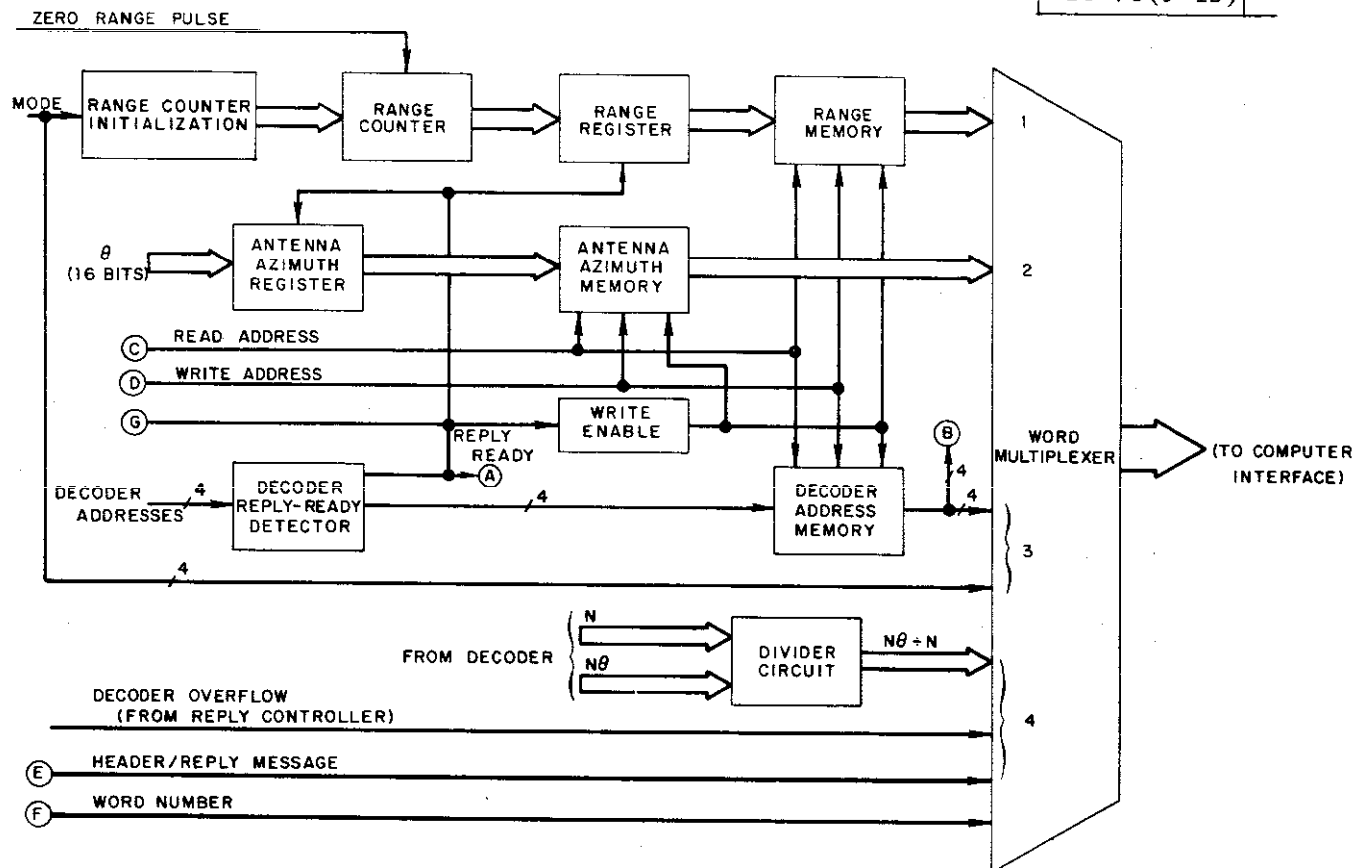 ZERO RANGE PULSE
MODE
RANGE COUNTER
INITIALIZATION
RANGE
COUNTER
RANGE
REGISTER
RANGE
MEMORY
1
θ
(16 BITS)
ANTENNA
AZIMUTH
REGISTER
ANTENNA
AZIMUTH
MEMORY
2
C READ ADDRESS
D WRITE ADDRESS
G
WRITE
ENABLE
REPLY
READY
A
B
4
4
WORD
MULTIPLEXER
(TO COMPUTER
INTERFACE)
DECODER
ADDRESSES
4
DECODER
REPLY-READY
DETECTOR
4
DECODER
ADDRESS
MEMORY
3
4
FROM DECODER
N
Nθ
DIVIDER
CIRCUIT
Nθ÷N
DECODER OVERFLOW
(FROM REPLY CONTROLLER)
4
E HEADER/REPLY MESSAGE
F WORD NUMBER